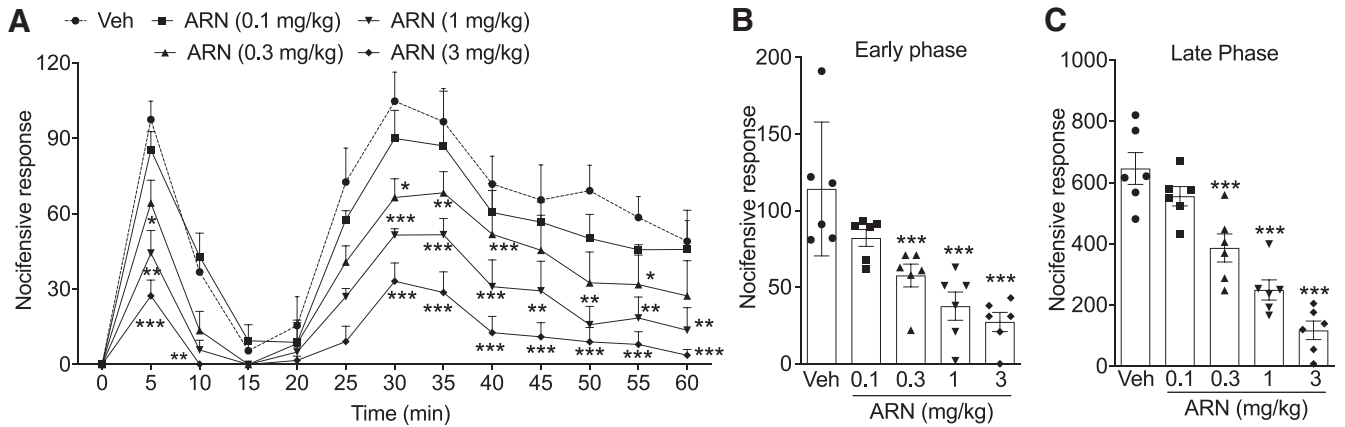 A
Veh
ARN (0.1 mg/kg)
ARN (1 mg/kg)
ARN (0.3 mg/kg)
ARN (3 mg/kg)
Nocifensive response
120
90
60
30
0
* ** *** **
* *** ** *** *** *** *** *** *** ** *** ** *** * ** *** ** ***
0 5 10 15 20 25 30 35 40 45 50 55 60
Time (min)
B
Early phase
Nocifensive response
200
150
100
50
0
*** *** ***
Veh 0.1 0.3 1 3
ARN (mg/kg)
C
Late Phase
Nocifensive response
1000
800
600
400
200
0
*** *** ***
Veh 0.1 0.3 1 3
ARN (mg/kg)